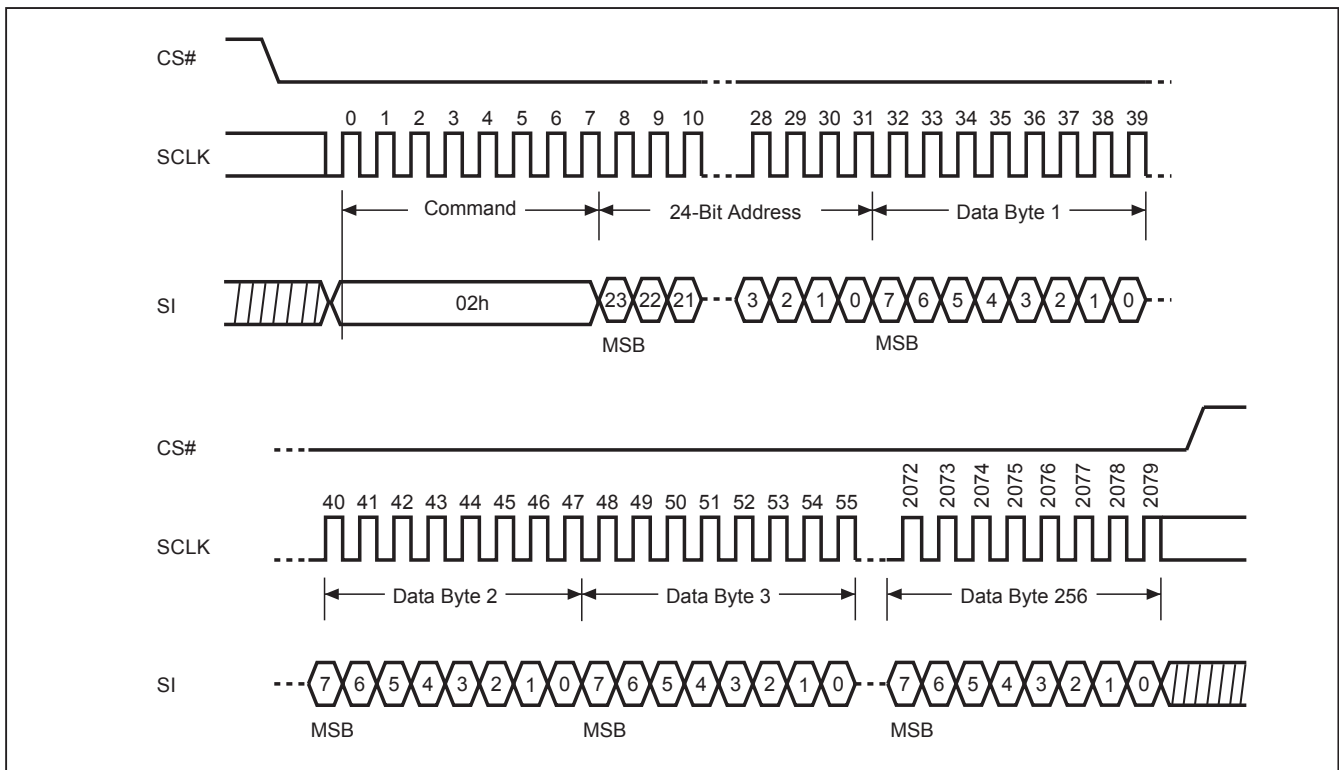 CS#
0 1 2 3 4 5 6 7 8 9 10 28 29 30 31 32 33 34 35 36 37 38 39
SCLK
Command 24-Bit Address Data Byte 1
SI 02h 23 22 21 3 2 1 0 7 6 5 4 3 2 1 0
MSB MSB
CS#
40 41 42 43 44 45 46 47 48 49 50 51 52 53 54 55 2072 2073 2074 2075 2076 2077 2078 2079
SCLK
Data Byte 2 Data Byte 3 Data Byte 256
SI 7 6 5 4 3 2 1 0 7 6 5 4 3 2 1 0 7 6 5 4 3 2 1 0
MSB MSB MSB